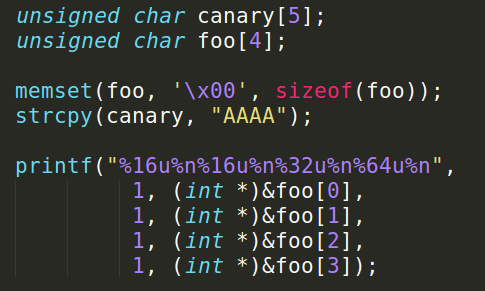 unsigned char canary[5];
unsigned char foo[4];
memset(foo, '\x00', sizeof(foo));
strcpy(canary, "AAAA");
printf("%16u%n%16u%n%32u%n%64u%n",
1, (int *)&foo[0],
1, (int *)&foo[1],
1, (int *)&foo[2],
1, (int *)&foo[3]);